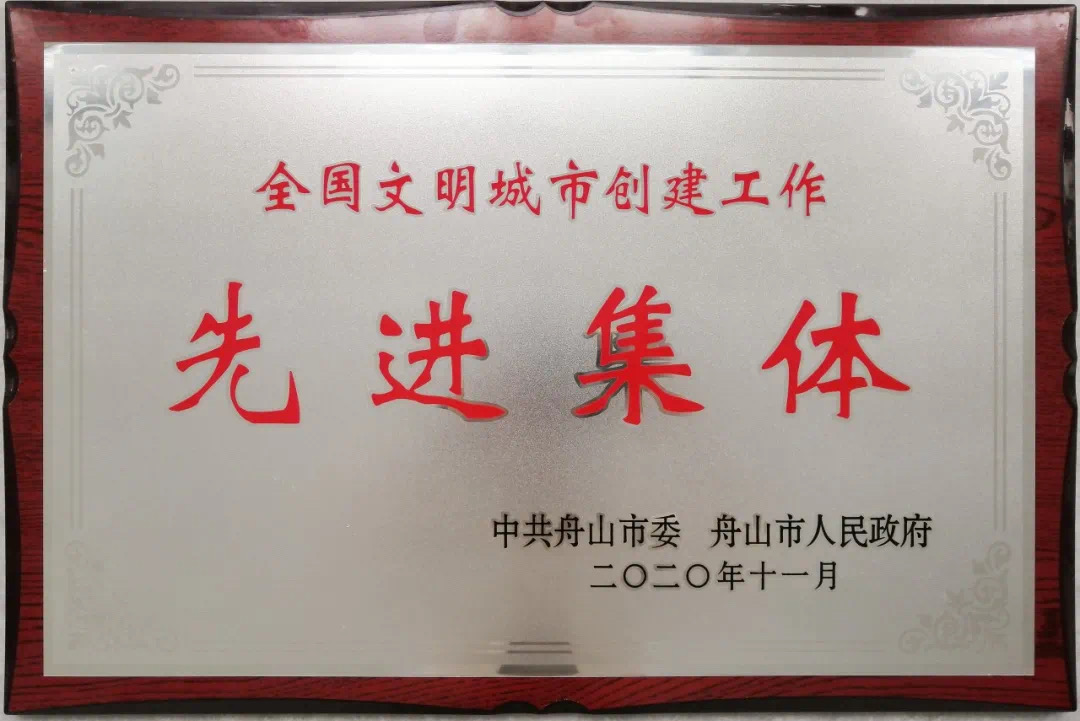 全国文明城市创建工作
先进集体
中共舟山市委 舟山市人民政府
二〇二〇年十一月